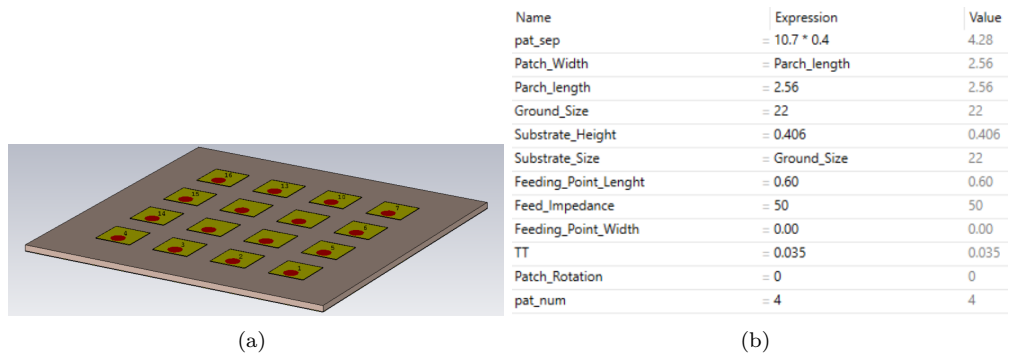 16
13
10
7
15
14
6
4
5
2
1
(a)
Name Expression Value
pat_sep = 10.7 * 0.4 4.28
Patch_Width = Parch_length 2.56
Parch_length = 2.56 2.56
Ground_Size = 22 22
Substrate_Height = 0.406 0.406
Substrate_Size = Ground_Size 22
Feeding_Point_Lenght = 0.60 0.60
Feed_Impedance = 50 50
Feeding_Point_Width = 0.00 0.00
TT = 0.035 0.035
Patch_Rotation = 0 0
pat_num = 4 4
(b)